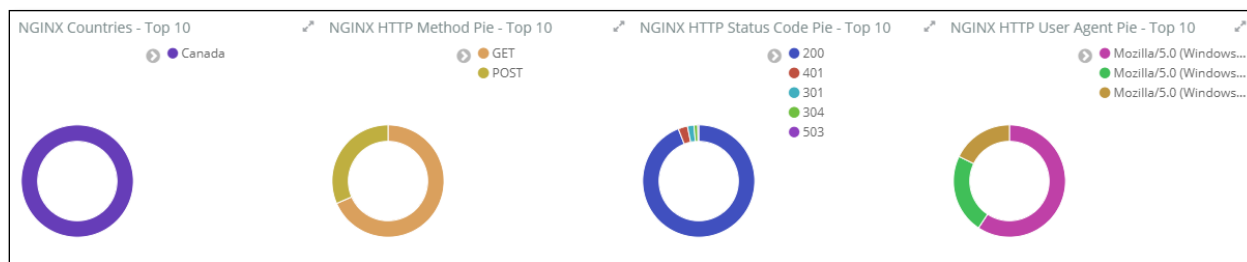 NGINX Countries - Top 10
Canada
NGINX HTTP Method Pie - Top 10
GET
POST
NGINX HTTP Status Code Pie - Top 10
200
401
301
304
503
NGINX HTTP User Agent Pie - Top 10
Mozilla/5.0 (Windows...
Mozilla/5.0 (Windows...
Mozilla/5.0 (Windows...